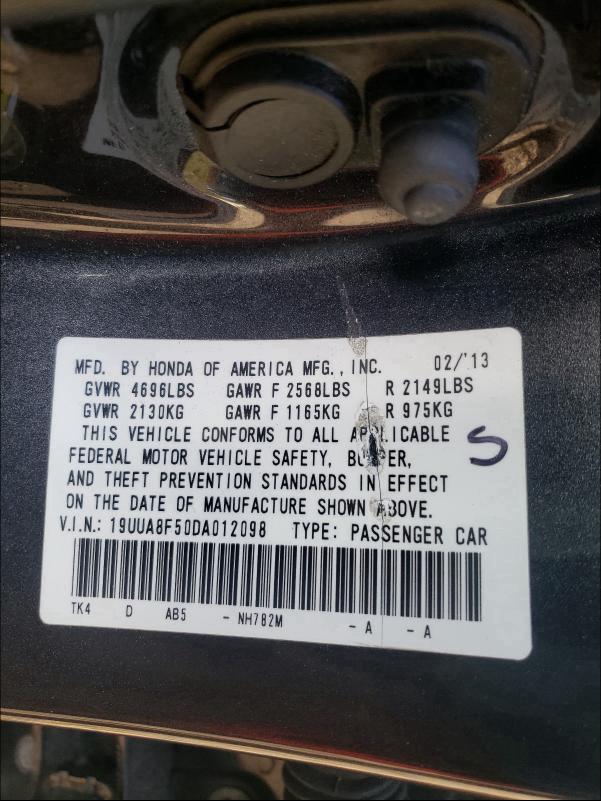 MFD. BY HONDA OF AMERICA MFG., INC. 02/'13
GVWR 4696LBS GAWR F 2568LBS R 2149LBS
GVWR 2130KG GAWR F 1165KG R 975KG
THIS VEHICLE CONFORMS TO ALL APPLICABLE
FEDERAL MOTOR VEHICLE SAFETY,
AND THEFT PREVENTION STANDARDS IN EFFECT
ON THE DATE OF MANUFACTURE SHOWN ABOVE.
V.I.N.: 19UUA8F50DA012098 TYPE: PASSENGER CAR
TK4 D AB5 - NH782M - A - A
S